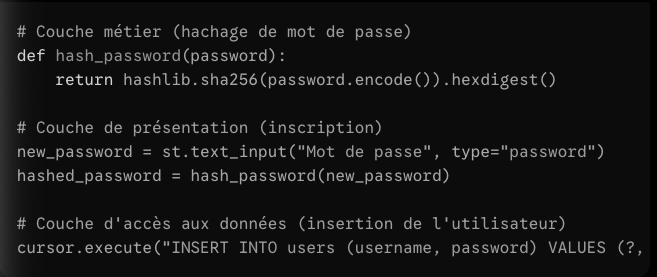 # Couche métier (hachage de mot de passe)
def hash_password(password):
    return hashlib.sha256(password.encode()).hexdigest()
# Couche de présentation (inscription)
new_password = st.text_input("Mot de passe", type="password")
hashed_password = hash_password(new_password)
# Couche d'accès aux données (insertion de l'utilisateur)
cursor.execute("INSERT INTO users (username, password) VALUES (?,